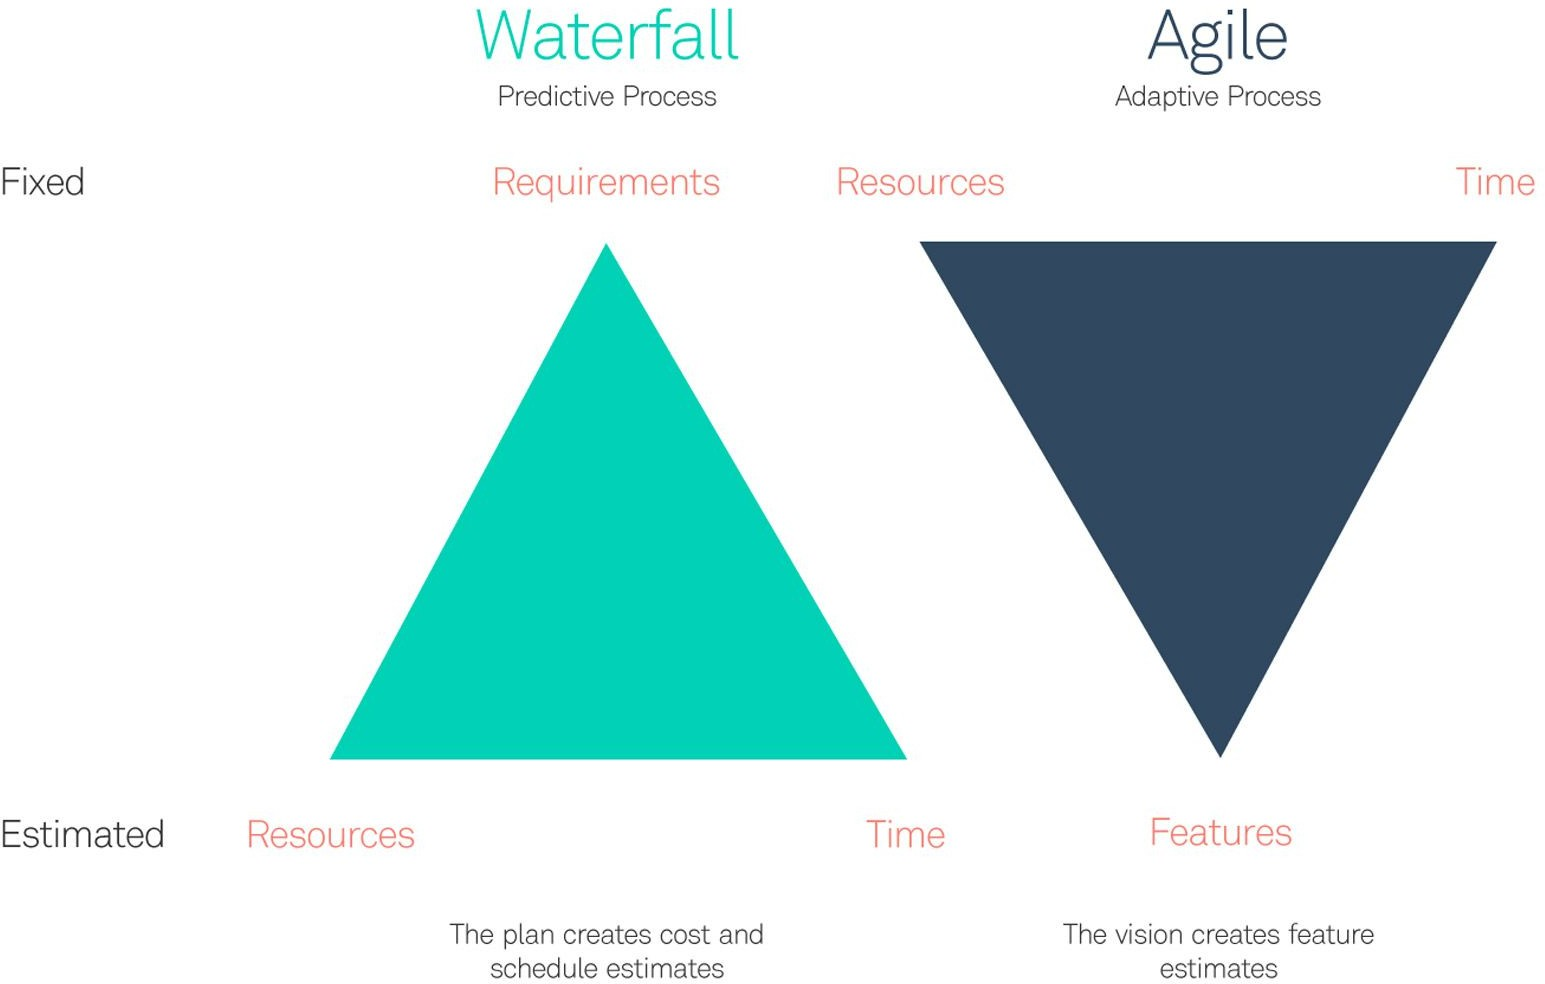 Waterfall
Agile
Predictive Process
Adaptive Process
Fixed
Requirements
Resources
Time
Estimated
Resources
Time
Features
The plan creates cost and
schedule estimates
The vision creates feature
estimates